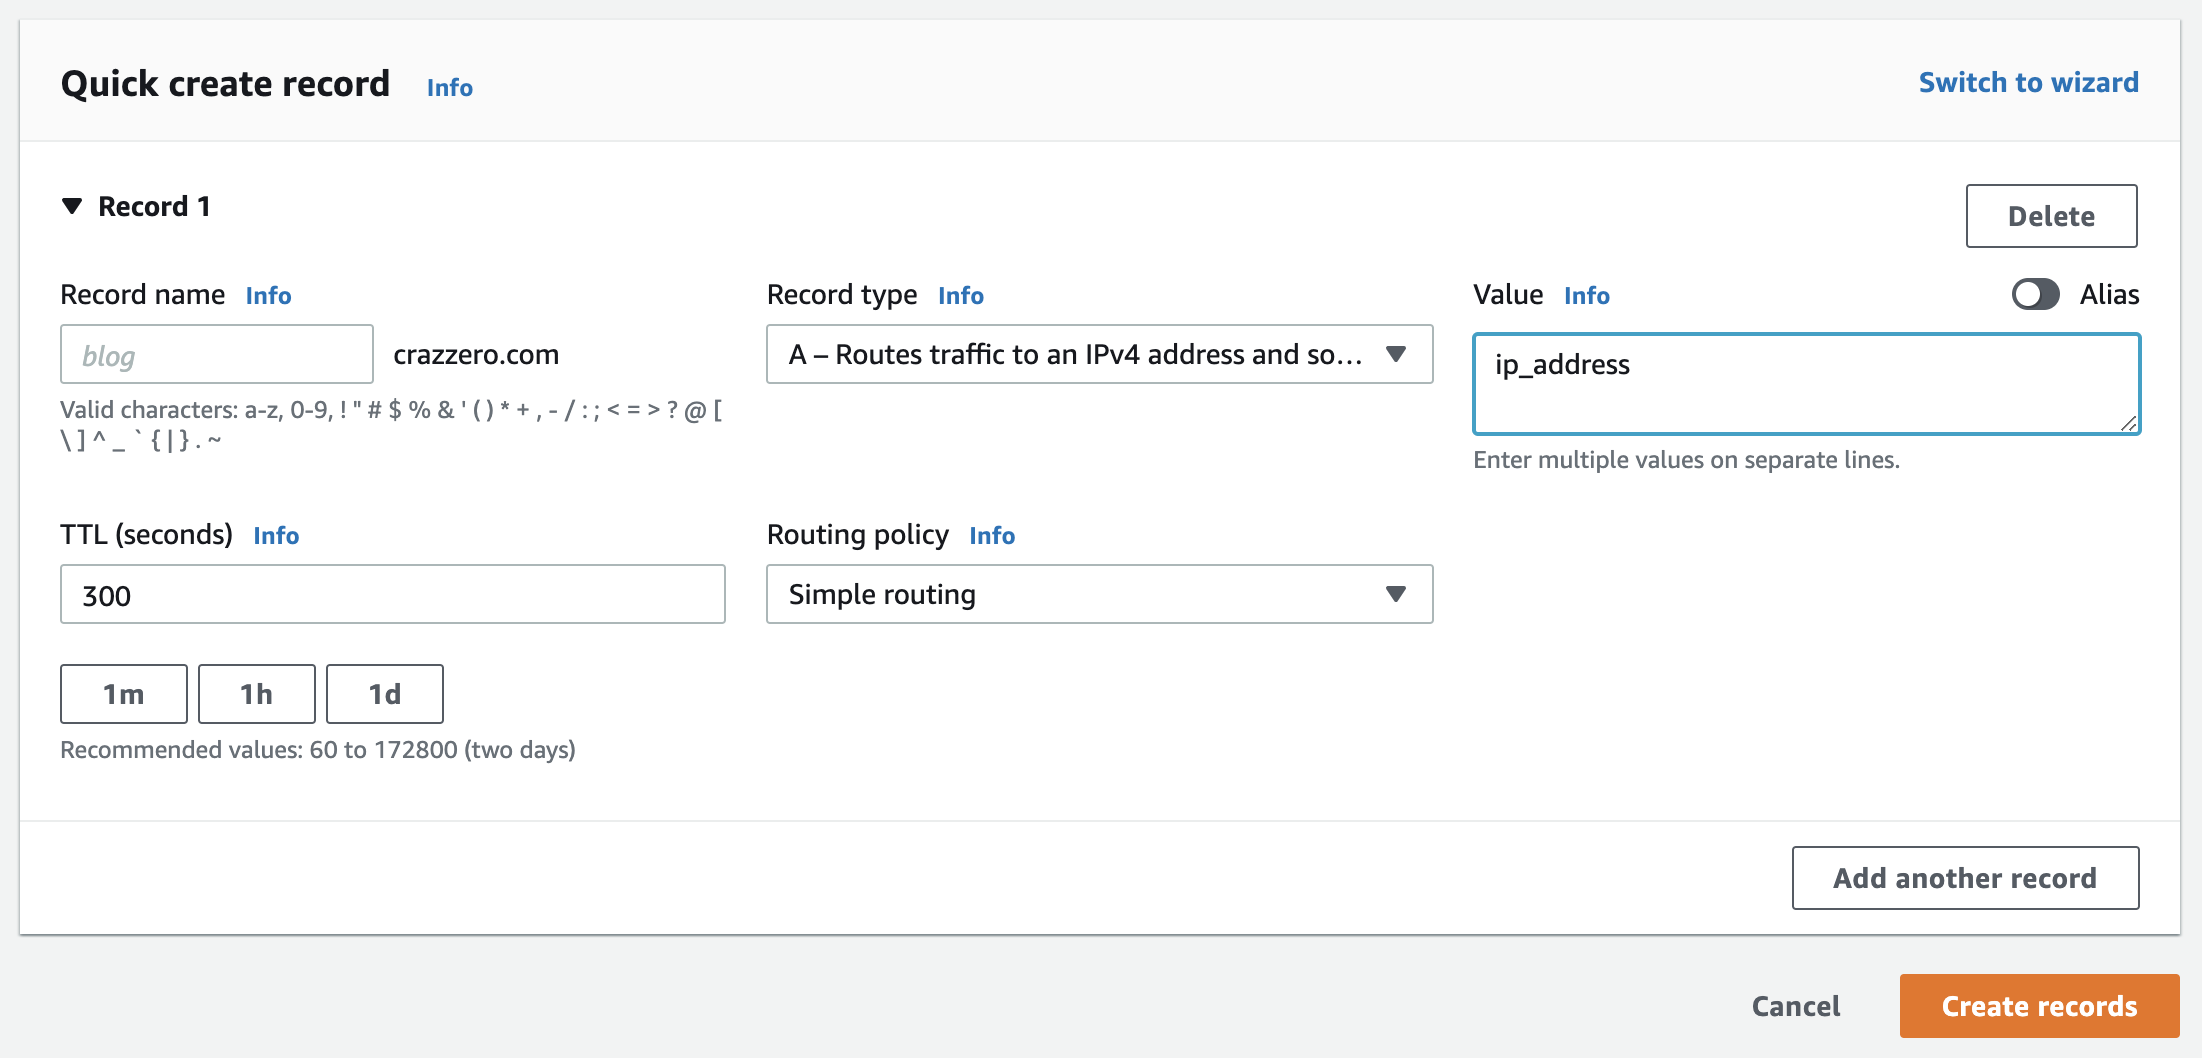 Quick create record Info Switch to wizard
Record 1
Delete
Record name Info
blog crazzero.com
Valid characters: a-z, 0-9, ! " # $ % & ' ( ) * + , - / : ; < = > ? @ [
\ ] ^ _ ` { | } . ~
Record type Info
A – Routes traffic to an IPv4 address and so...
Value Info Alias
ip_address
Enter multiple values on separate lines.
TTL (seconds) Info
300
1m 1h 1d
Recommended values: 60 to 172800 (two days)
Routing policy Info
Simple routing
Add another record
Cancel Create records